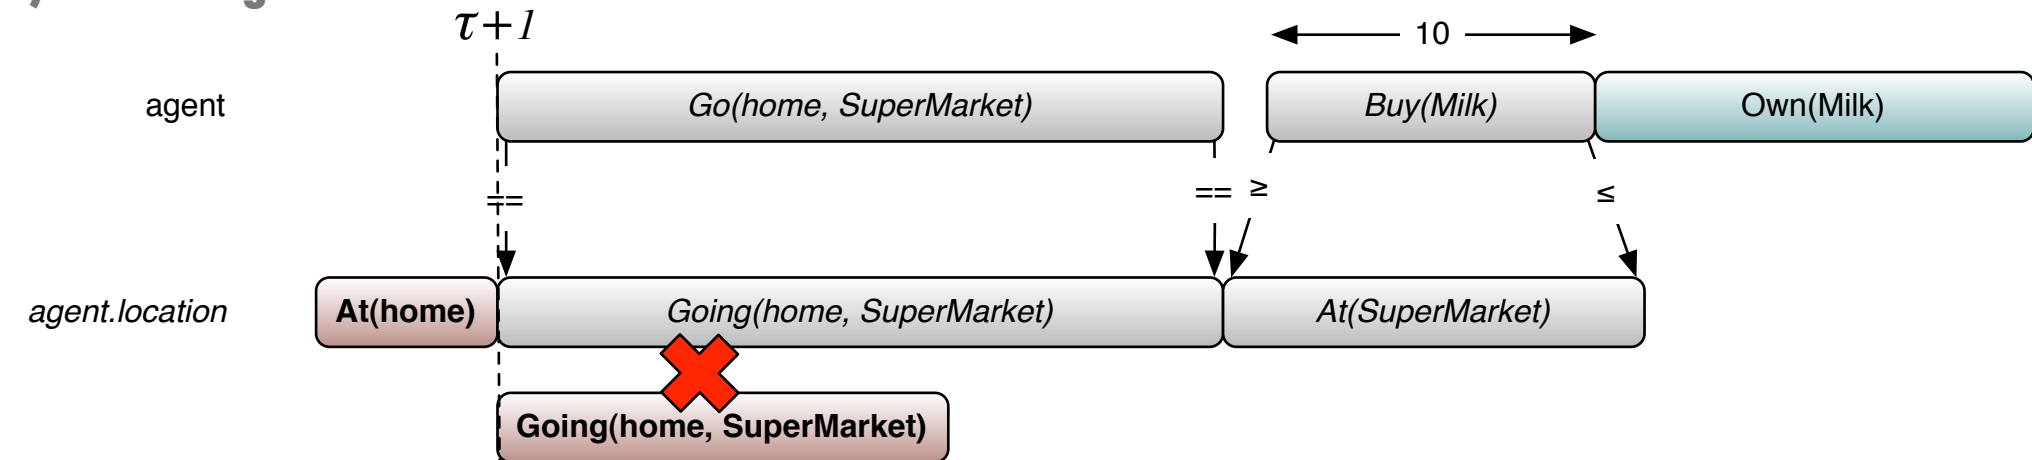 τ+1
10
agent
Go(home, SuperMarket)
Buy(Milk)
Own(Milk)
==
== ≥
≤
agent.location
At(home)
Going(home, SuperMarket)
At(SuperMarket)
Going(home, SuperMarket)